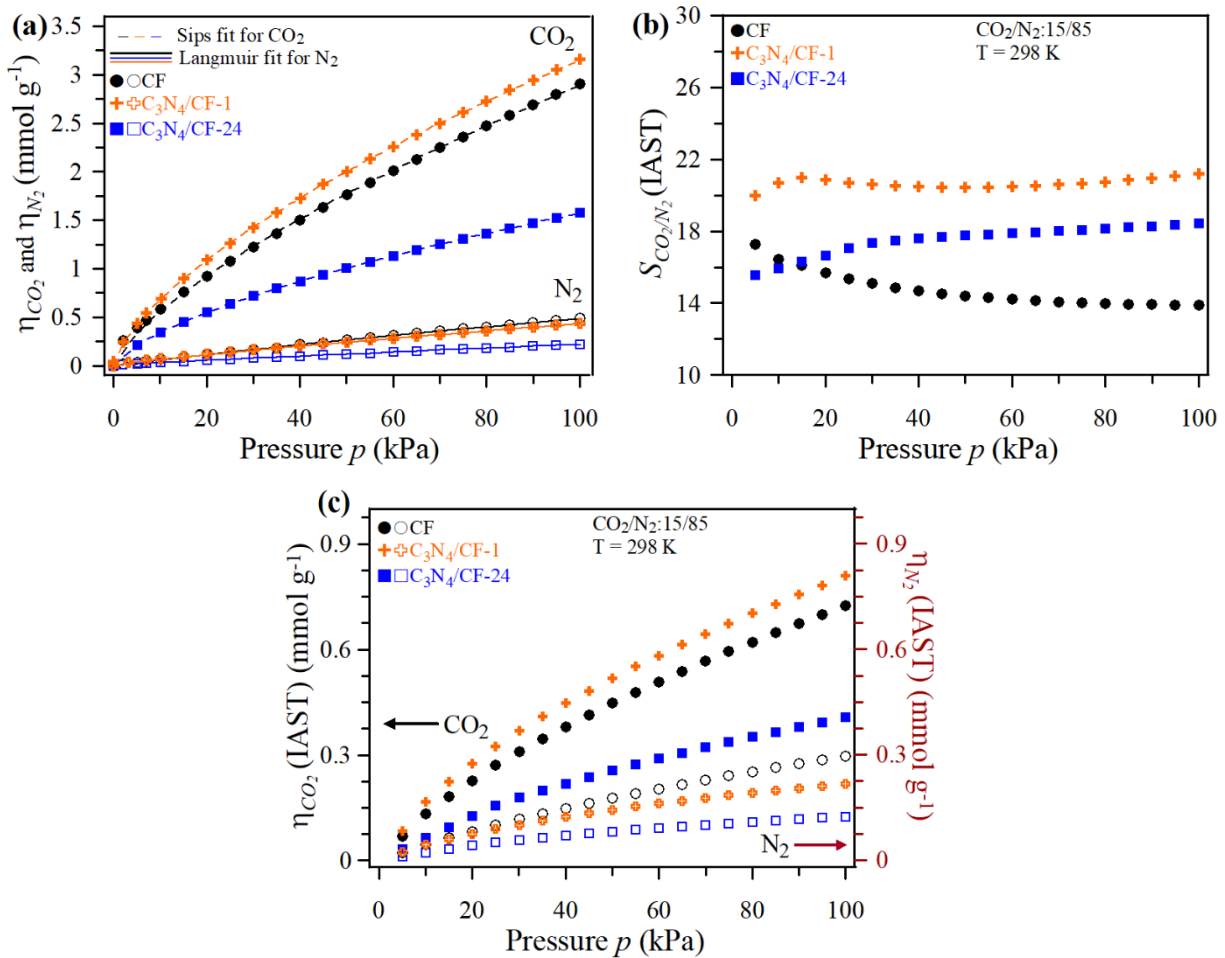 (a)
3.5
3
2.5
2
1.5
1
0.5
0
Sips fit for CO₂
Langmuir fit for N₂
CF
C₃N₄/CF-1
C₃N₄/CF-24
CO₂
N₂
η_CO₂ and η_N₂ (mmol g⁻¹)
0 20 40 60 80 100
Pressure p (kPa)
(b)
30
26
22
18
14
10
CF
C₃N₄/CF-1
C₃N₄/CF-24
CO₂/N₂:15/85
T = 298 K
S_CO₂/N₂ (IAST)
0 20 40 60 80 100
Pressure p (kPa)
(c)
0.9
0.6
0.3
0
CF
C₃N₄/CF-1
C₃N₄/CF-24
CO₂/N₂:15/85
T = 298 K
CO₂
N₂
η_CO₂ (IAST) (mmol g⁻¹)
0.9
0.6
0.3
0
η_N₂ (IAST) (mmol g⁻¹)
0 20 40 60 80 100
Pressure p (kPa)